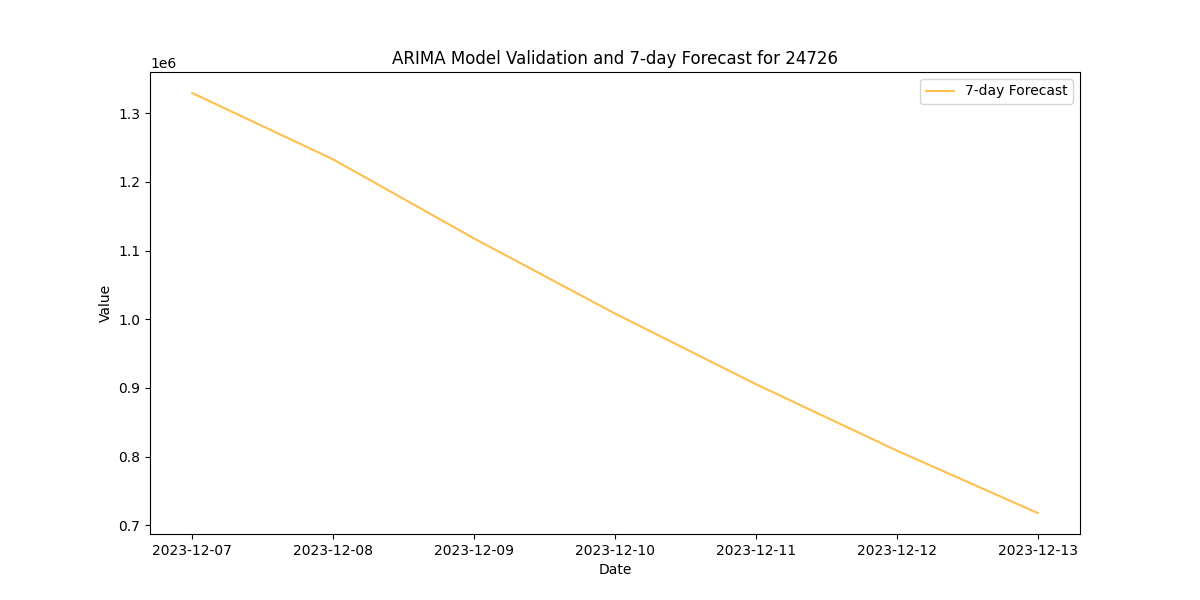 ARIMA Model Validation and 7-day Forecast for 24726
1e6
7-day Forecast
1.3
1.2
1.1
1.0
0.9
0.8
0.7
Value
2023-12-07 2023-12-08 2023-12-09 2023-12-10 2023-12-11 2023-12-12 2023-12-13
Date